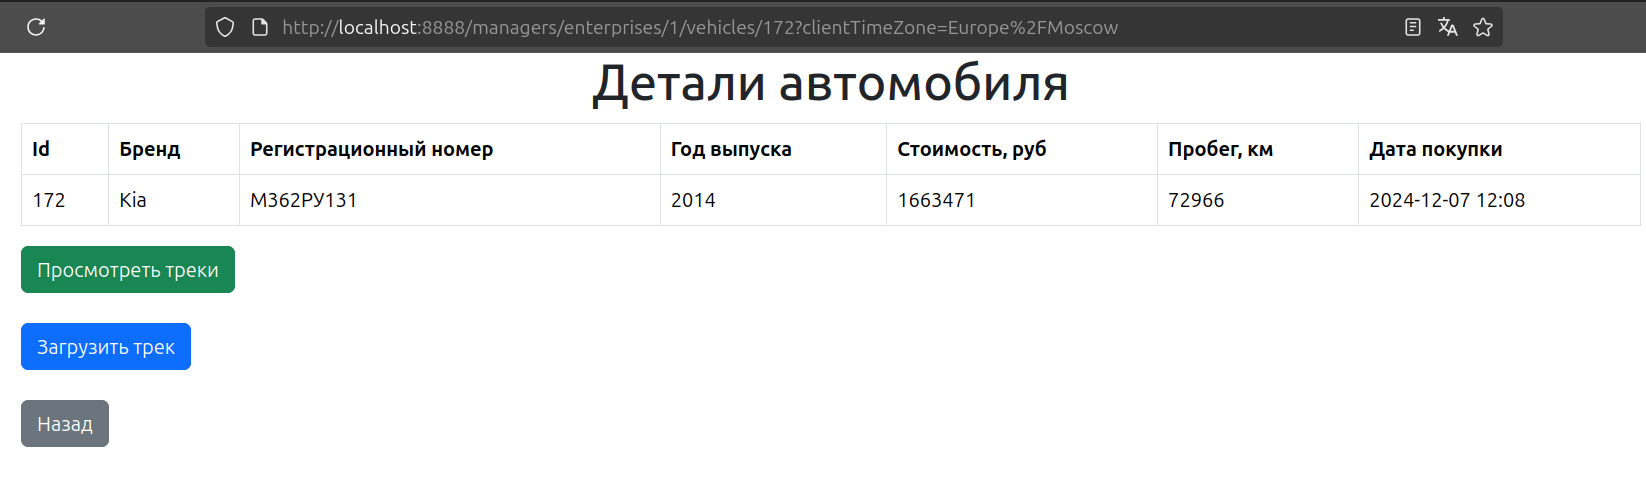 http://localhost:8888/managers/enterprises/1/vehicles/172?clientTimeZone=Europe%2FMoscow
Детали автомобиля
Id Бренд Регистрационный номер Год выпуска Стоимость, руб Пробег, км Дата покупки
172 Kia М362РУ131 2014 1663471 72966 2024-12-07 12:08
Просмотреть треки
Загрузить трек
Назад